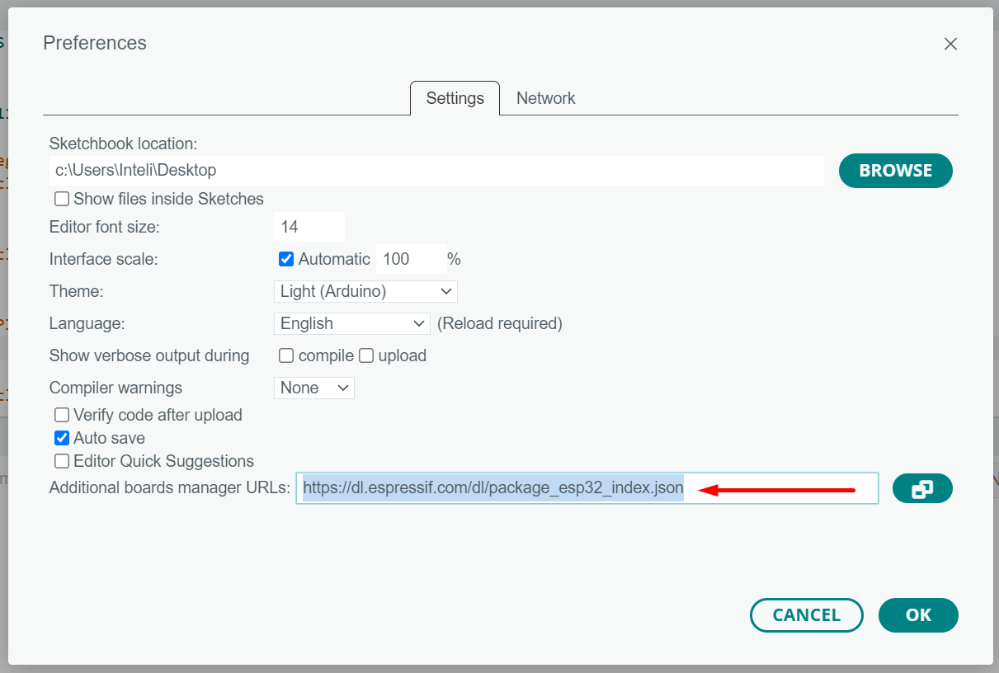 Preferences
Settings Network
Sketchbook location:
c:\Users\Inteli\Desktop
BROWSE
Show files inside Sketches
Editor font size: 14
Interface scale: Automatic 100 %
Theme: Light (Arduino)
Language: English (Reload required)
Show verbose output during compile upload
Compiler warnings None
Verify code after upload
Auto save
Editor Quick Suggestions
Additional boards manager URLs: https://dl.espressif.com/dl/package_esp32_index.json
CANCEL OK